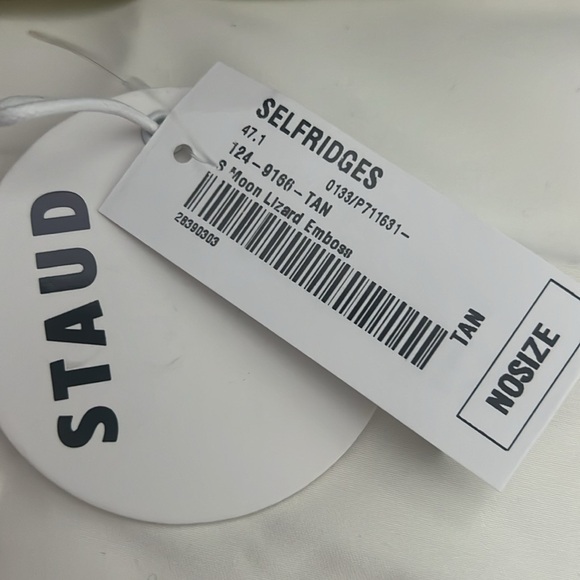 STAUD
SELFRIDGES
47.1 0133/P711631-
124-9166-TAN
S Moon Lizard Emboss
28390303
TAN
NOSIZE